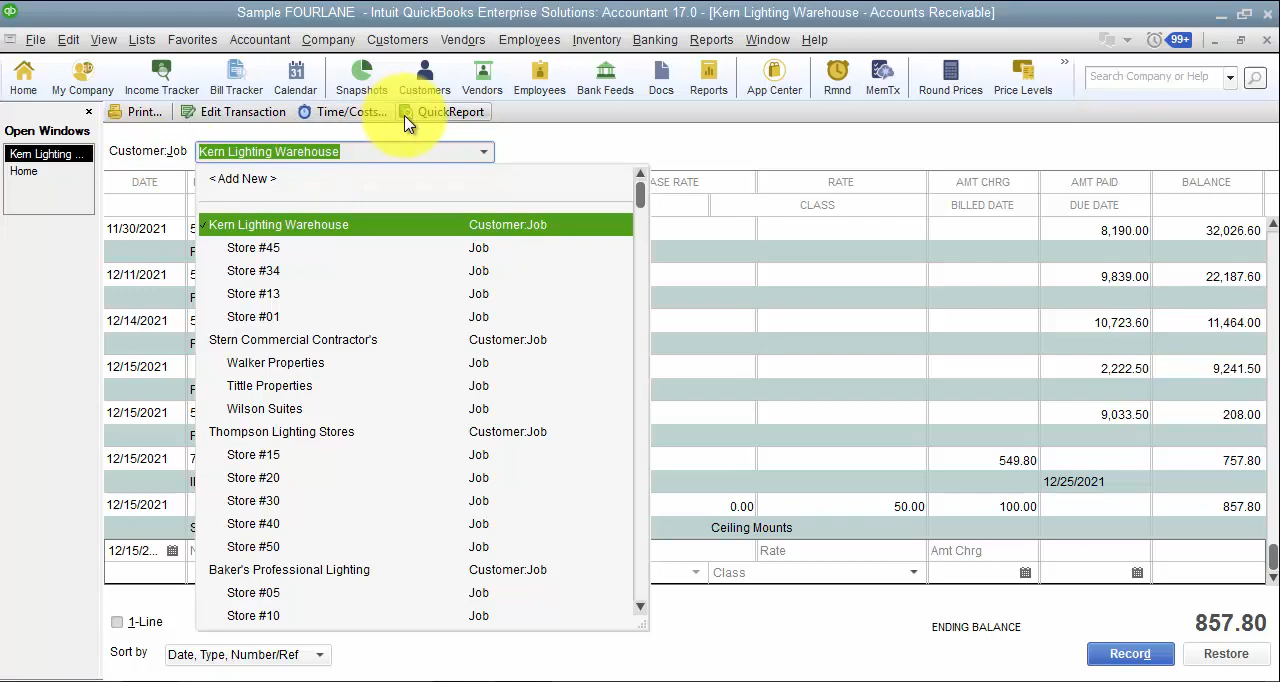 Sample FOURLANE - Intuit QuickBooks Enterprise Solutions: Accountant 17.0 - [Kern Lighting Warehouse - Accounts Receivable]
File Edit View Lists Favorites Accountant Company Customers Vendors Employees Inventory Banking Reports Window Help 99+
Home My Company Income Tracker Bill Tracker Calendar Snapshots Customers Vendors Employees Bank Feeds Docs Reports App Center Rmnd MemTx Round Prices Price Levels » Search Company or Help
Print... Edit Transaction Time/Costs... QuickReport
Open Windows
Kern Lighting ...
Home
Customer:Job Kern Lighting Warehouse
< Add New >
Kern Lighting Warehouse Customer:Job
Store #45 Job
Store #34 Job
Store #13 Job
Store #01 Job
Stern Commercial Contractor's Customer:Job
Walker Properties Job
Tittle Properties Job
Wilson Suites Job
Thompson Lighting Stores Customer:Job
Store #15 Job
Store #20 Job
Store #30 Job
Store #40 Job
Store #50 Job
Baker's Professional Lighting Customer:Job
Store #05 Job
Store #10 Job
DATE ASE RATE RATE AMT CHRG AMT PAID BALANCE
CLASS BILLED DATE DUE DATE
11/30/2021 5 8,190.00 32,026.60
12/11/2021 5 9,839.00 22,187.60
12/14/2021 5 10,723.60 11,464.00
12/15/2021 2,222.50 9,241.50
12/15/2021 5 9,033.50 208.00
12/15/2021 7 549.80 757.80
12/25/2021
12/15/2021 0.00 50.00 100.00 857.80
Ceiling Mounts
12/15/2... N Rate Amt Chrg
Class
1-Line
ENDING BALANCE 857.80
Sort by Date, Type, Number/Ref
Record Restore